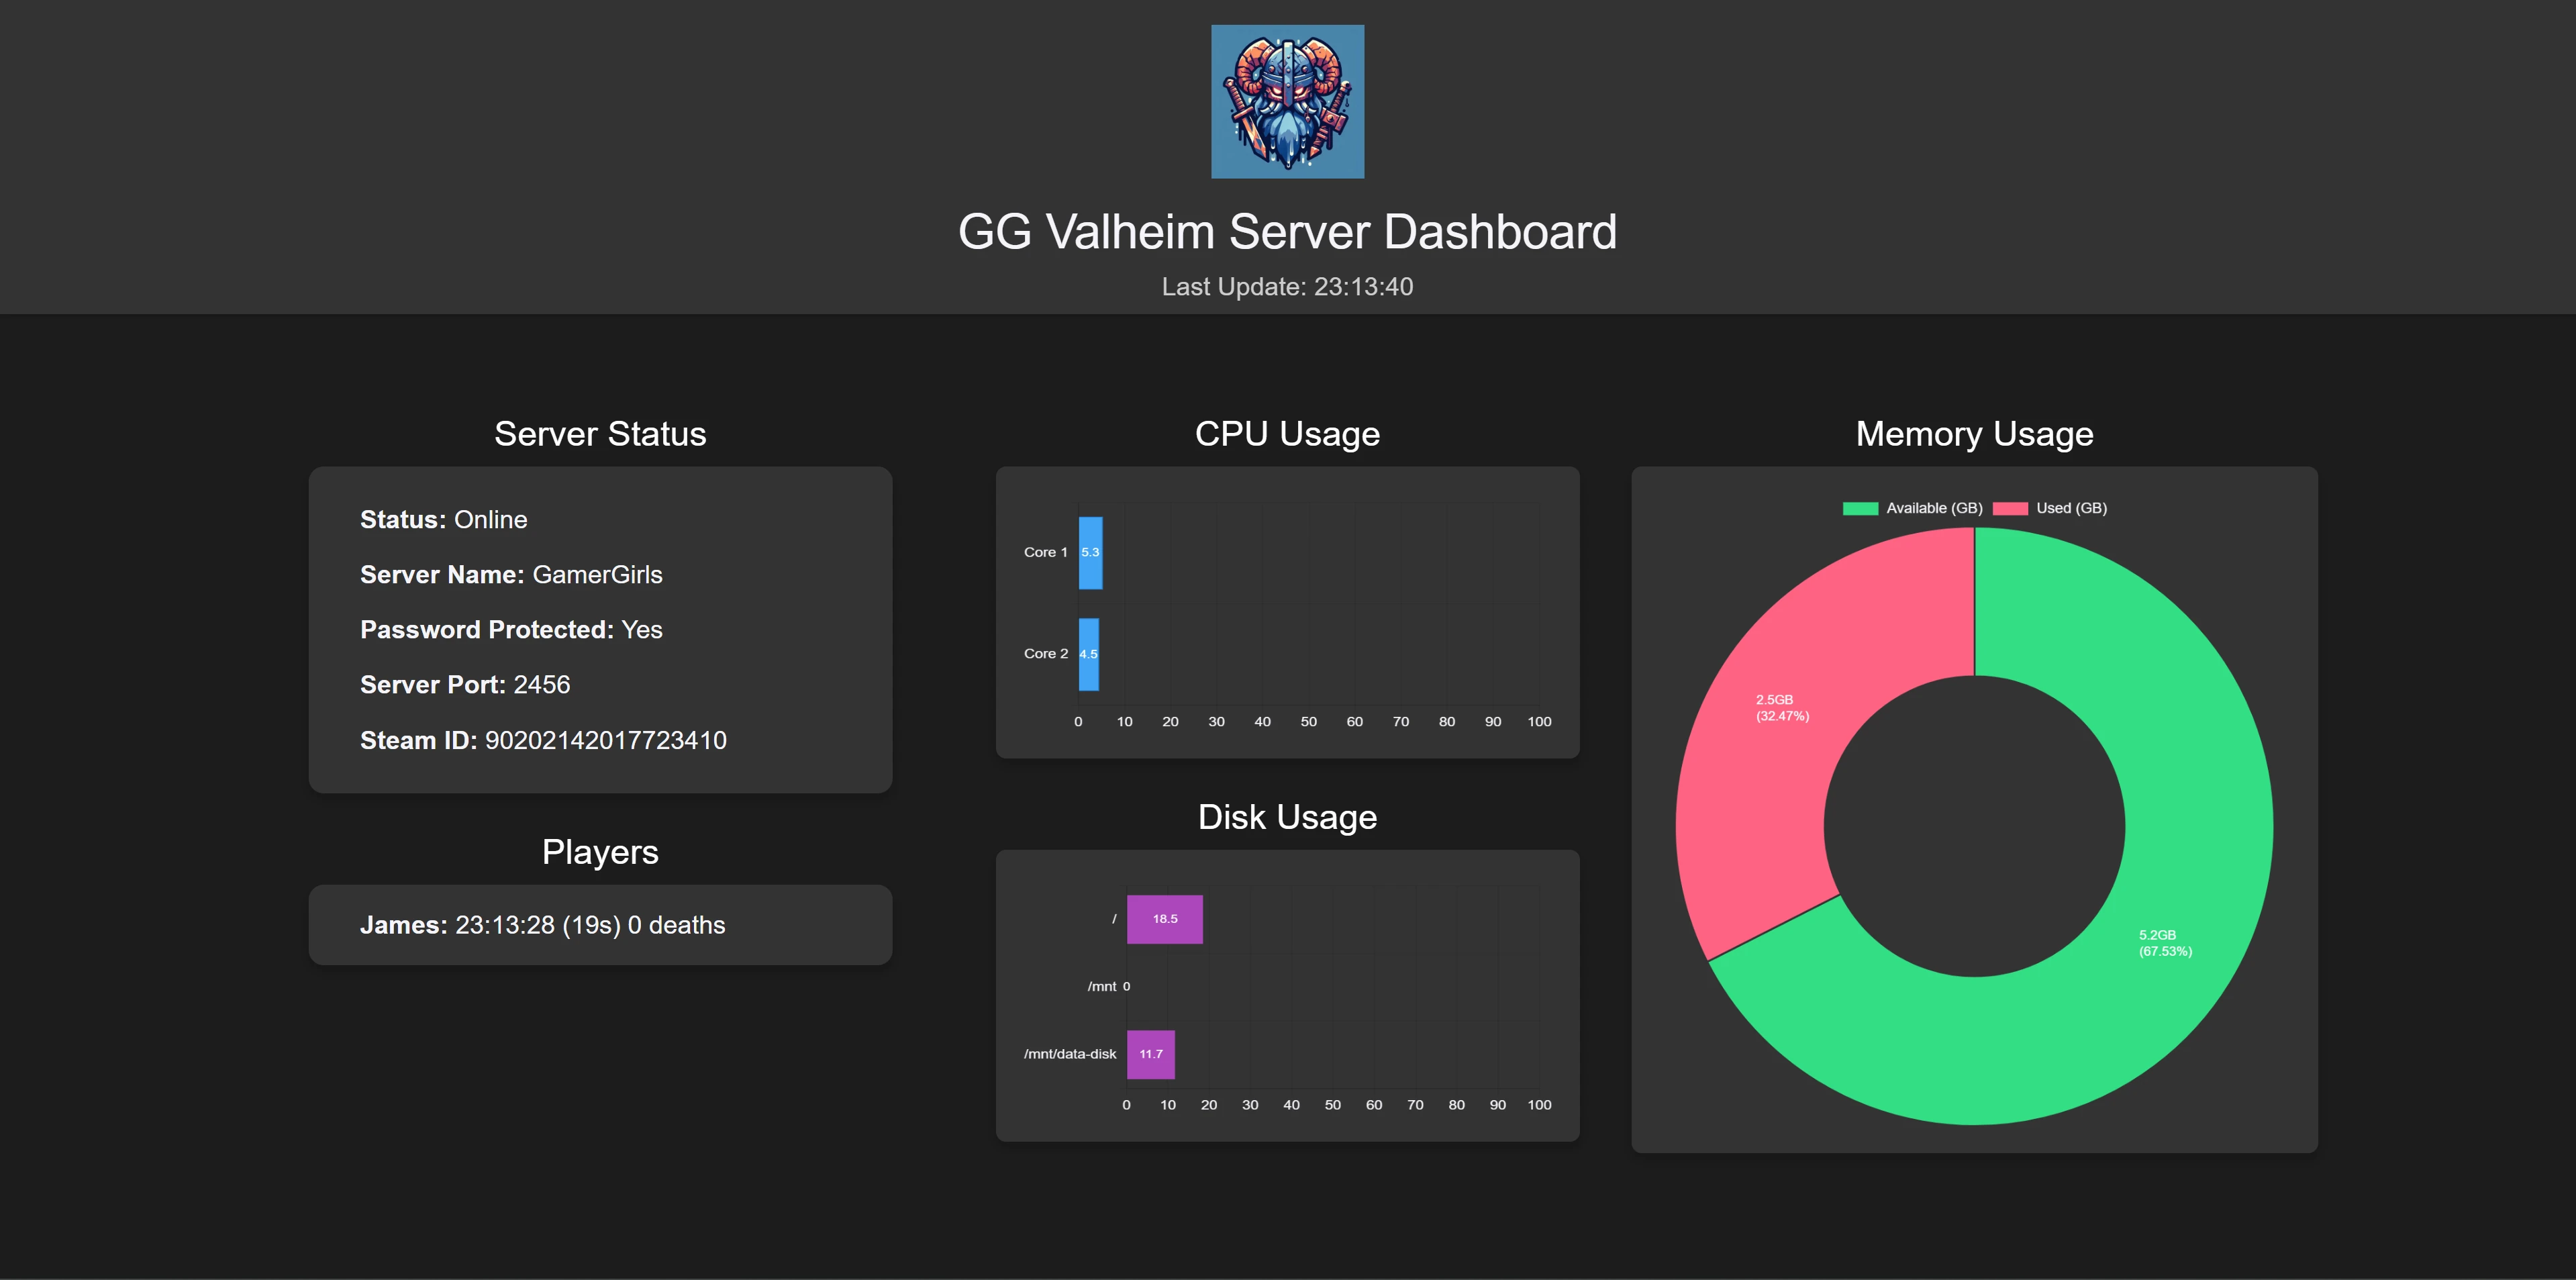 GG Valheim Server Dashboard
Last Update: 23:13:40
Server Status
Status: Online
Server Name: GamerGirls
Password Protected: Yes
Server Port: 2456
Steam ID: 90202142017723410
Players
James: 23:13:28 (19s) 0 deaths
CPU Usage
Core 1 5.3
Core 2 4.5
0 10 20 30 40 50 60 70 80 90 100
Disk Usage
/ 18.5
/mnt 0
/mnt/data-disk 11.7
0 10 20 30 40 50 60 70 80 90 100
Memory Usage
Available (GB) Used (GB)
2.5GB
(32.47%)
5.2GB
(67.53%)